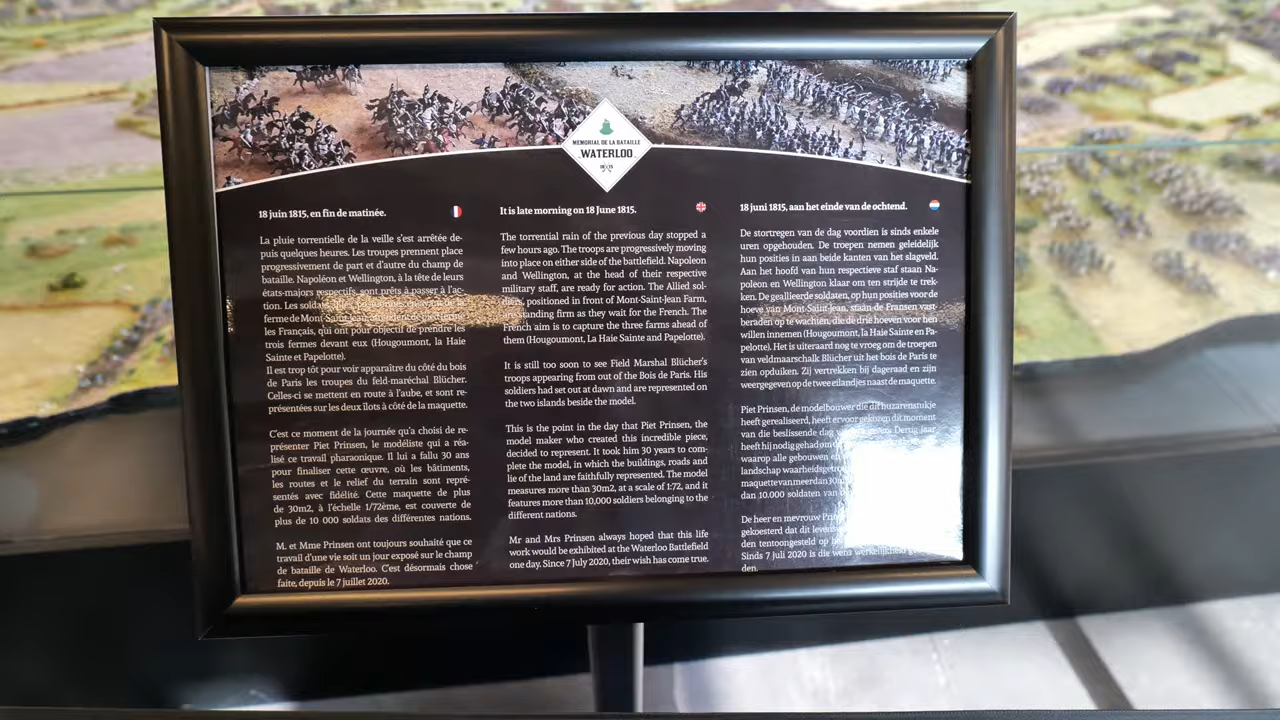 MEMORIAL DE LA BATAILLE
WATERLOO
18 juin 1815, en fin de matinée.
La pluie torrentielle de la veille s'est arrêtée de-
puis quelques heures. Les troupes prennent place
progressivement de part et d'autre du champ de
bataille. Napoléon et Wellington, à la tête de leurs
états-majors respectifs, sont prêts à passer à l'ac-
tion. Les
ferme de Mont-Saint-Jean,
les Français, qui ont pour objectif de prendre les
trois fermes devant eux (Hougoumont, la Haie
Sainte et Papelotte).
Il est trop tôt pour voir apparaître du côté du bois
de Paris les troupes du feld-maréchal Blücher.
Celles-ci se mettent en route à l'aube, et sont re-
présentées sur les deux îlots à côté de la maquette.
C'est ce moment de la journée qu'a choisi de re-
présenter Piet Prinsen, le modéliste qui a réa-
lisé ce travail pharaonique. Il lui a fallu 30 ans
pour finaliser cette œuvre, où les bâtiments,
les routes et le relief du terrain sont repré-
sentés avec fidélité. Cette maquette de plus
de 30m2, à l'échelle 1/72ème, est couverte de
plus de 10 000 soldats des différentes nations.
M. et Mme Prinsen ont toujours souhaité que ce
travail d'une vie soit un jour exposé sur le champ
de bataille de Waterloo. C'est désormais chose
faite, depuis le 7 juillet 2020.
It is late morning on 18 June 1815.
The torrential rain of the previous day stopped a
few hours ago. The troops are progressively moving
into place on either side of the battlefield. Napoleon
and Wellington, at the head of their respective
military staff, are ready for action. The Allied sol-
diers, positioned in front of Mont-Saint-Jean Farm,
are standing firm as they wait for the French. The
French aim is to capture the three farms ahead of
them (Hougoumont, La Haie Sainte and Papelotte).
It is still too soon to see Field Marshal Blücher's
troops appearing from out of the Bois de Paris. His
soldiers had set out at dawn and are represented on
the two islands beside the model.
This is the point in the day that Piet Prinsen, the
model maker who created this incredible piece,
decided to represent. It took him 30 years to com-
plete the model, in which the buildings, roads and
lie of the land are faithfully represented. The model
measures more than 30m2, at a scale of 1:72, and it
features more than 10,000 soldiers belonging to the
different nations.
Mr and Mrs Prinsen always hoped that this life
work would be exhibited at the Waterloo Battlefield
one day. Since 7 July 2020, their wish has come true.
18 juni 1815, aan het einde van de ochtend.
De stortregen van de dag voordien is sinds enkele
uren opgehouden. De troepen nemen geleidelijk
hun posities in aan beide kanten van het slagveld.
Aan het hoofd van hun respectieve staf staan Na-
poleon en Wellington klaar om ten strijde te trek-
ken. De geallieerde soldaten, op hun posities voor de
hoeve van Mont-Saint-Jean, staan de Fransen vast-
beraden op te wachten, die de drie hoeven voor hen
willen innemen (Hougoumont, la Haie Sainte en Pa-
pelotte). Het is uiteraard nog te vroeg om de troepen
van veldmaarschalk Blücher uit het bois de Paris te
zien opduiken. Zij vertrekken bij dageraad en zijn
weergegeven op de twee eilandjes naast de maquette.
Piet Prinsen, de modelbouwer die dit huzarenstukje
heeft gerealiseerd, heeft ervoor gekozen dit moment
van die beslissende dag Dertig jaar
heeft hij nodig gehad om
waarop alle gebouwen en
landschap
maquette van meer dan
dan 10.000 soldaten van
De heer en mevrouw
gekoesterd dat dit
den tentoongesteld op
Sinds 7 juli 2020 is die wens werkelijkheid
den.